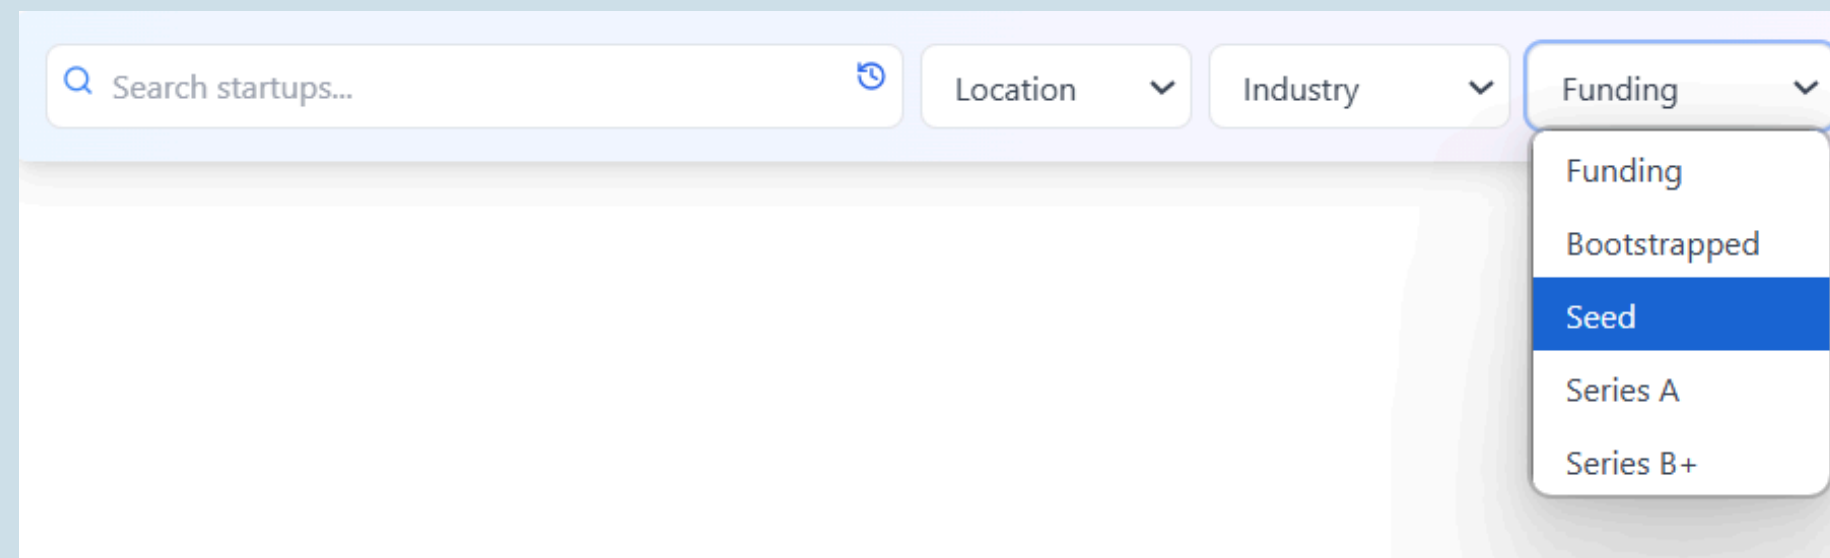 Search startups...
Location
Industry
Funding
Funding
Bootstrapped
Seed
Series A
Series B+